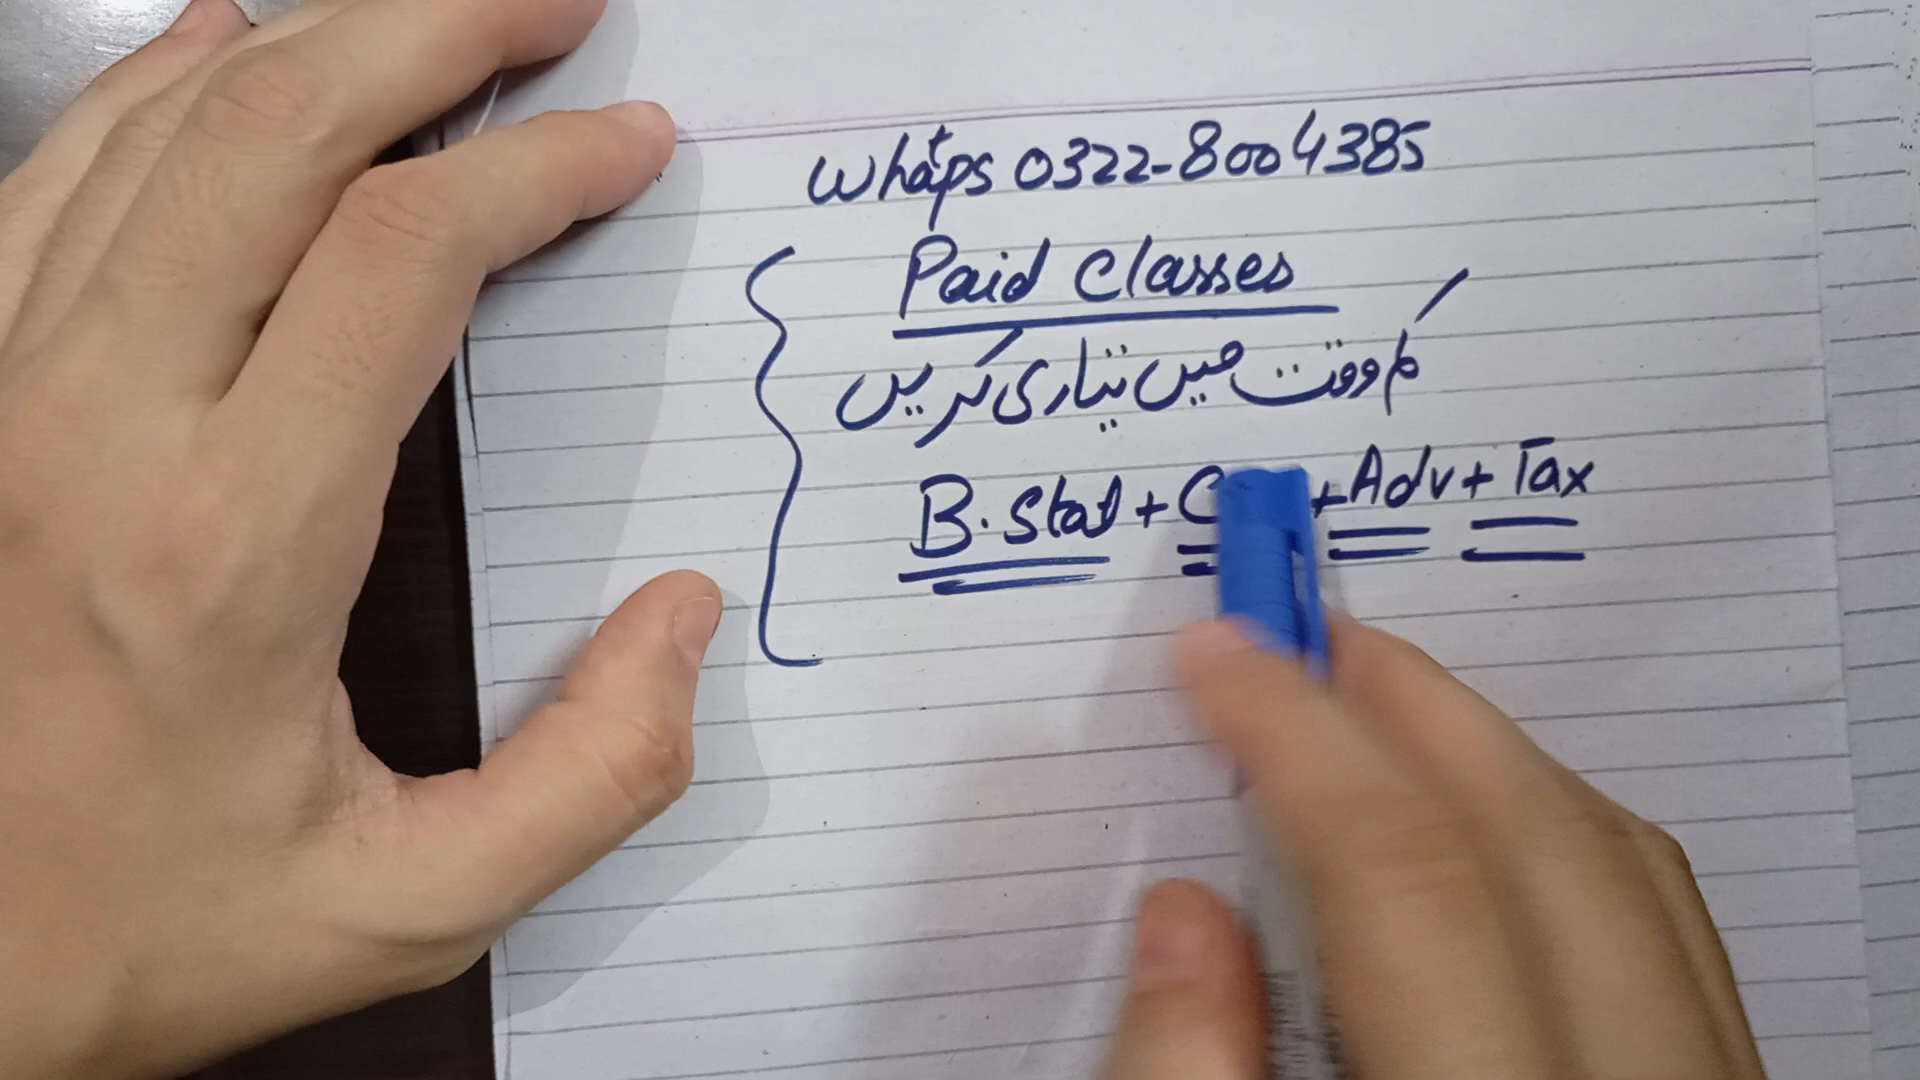 Whatps 0322-8004385
Paid Classes
کم وقت میں تیاری کریں
B.Stat + + Adv + Tax